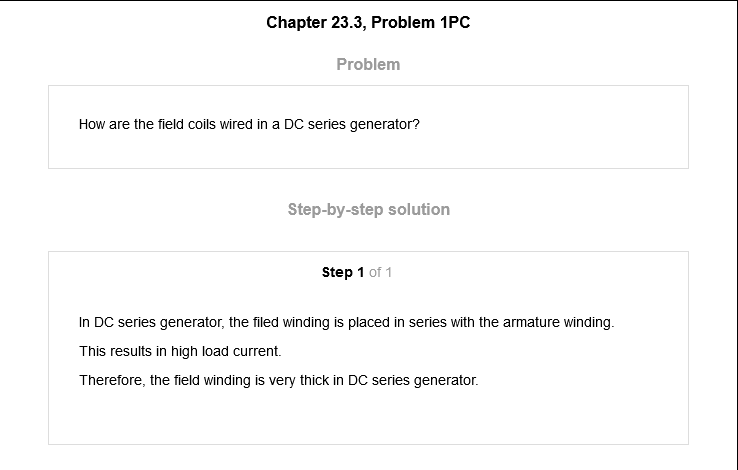 Chapter 23.3, Problem 1PC
Problem
How are the field coils wired in a DC series generator?
Step-by-step solution
Step 1 of 1
In DC series generator, the filed winding is placed in series with the armature winding.
This results in high load current.
Therefore, the field winding is very thick in DC series generator.